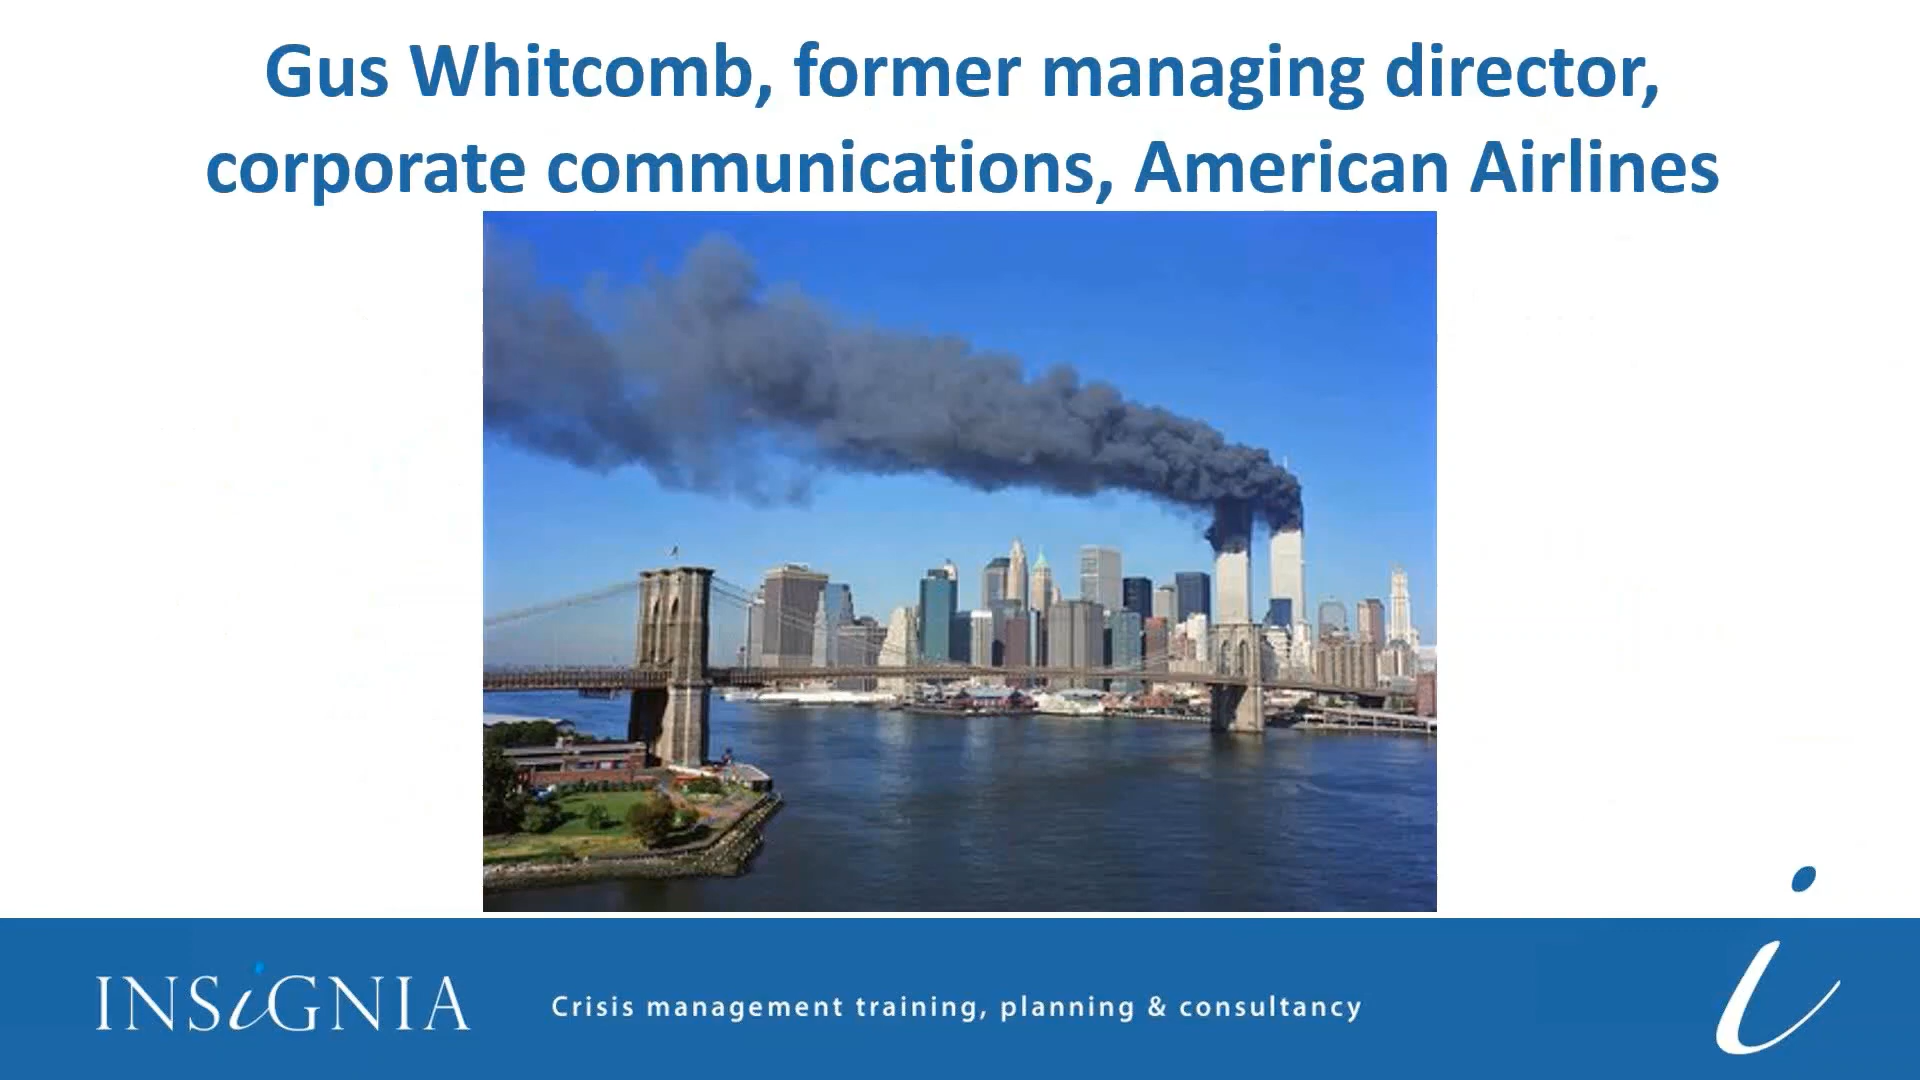 Gus Whitcomb, former managing director,
corporate communications, American Airlines
INSiGNIA
Crisis management training, planning & consultancy
i